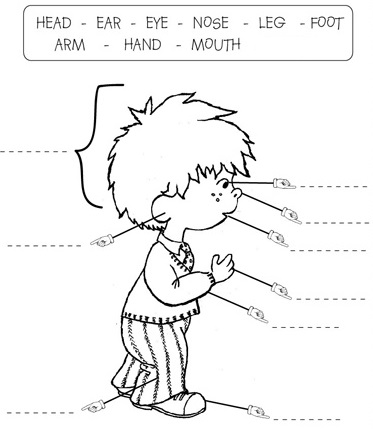 HEAD - EAR - EYE - NOSE - LEG - FOOT
ARM - HAND - MOUTH